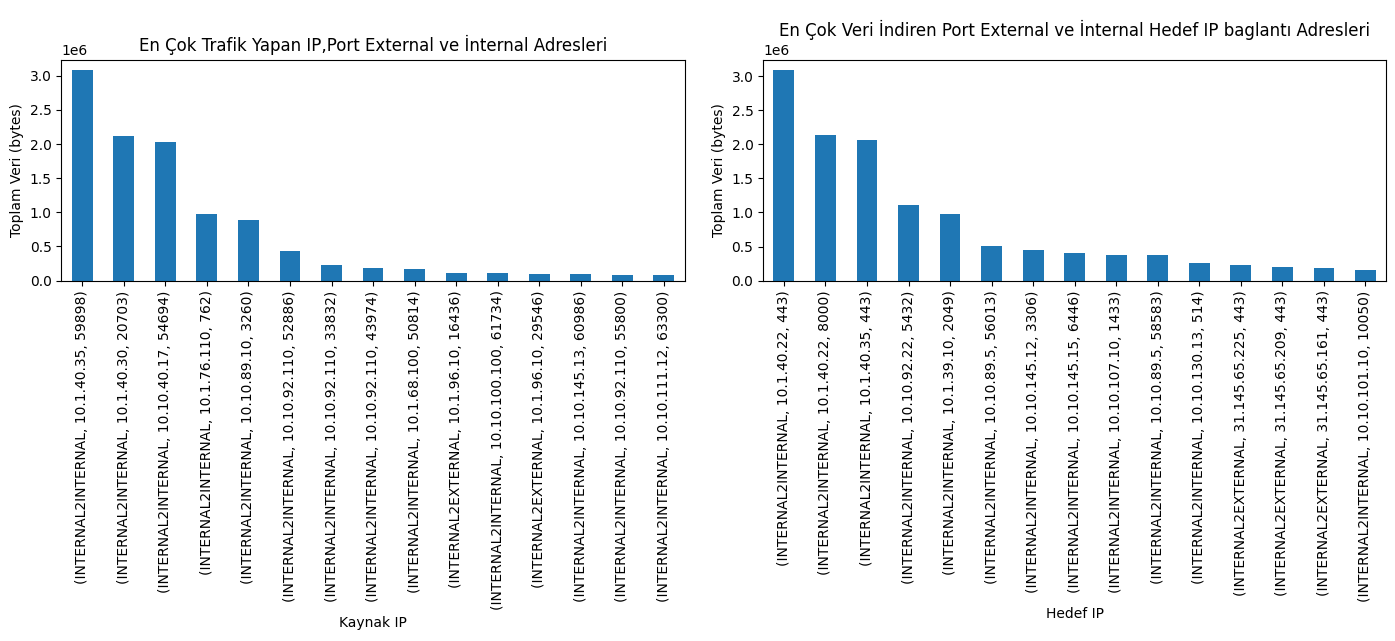 En Çok Trafik Yapan IP,Port External ve İnternal Adresleri
1e6
Toplam Veri (bytes)
3.0
2.5
2.0
1.5
1.0
0.5
0.0
(INTERNAL2INTERNAL, 10.1.40.35, 59898)
(INTERNAL2INTERNAL, 10.1.40.30, 20703)
(INTERNAL2INTERNAL, 10.10.40.17, 54694)
(INTERNAL2INTERNAL, 10.1.76.110, 762)
(INTERNAL2INTERNAL, 10.10.89.10, 3260)
(INTERNAL2INTERNAL, 10.10.92.110, 52886)
(INTERNAL2INTERNAL, 10.10.92.110, 33832)
(INTERNAL2INTERNAL, 10.10.92.110, 43974)
(INTERNAL2INTERNAL, 10.1.68.100, 50814)
(INTERNAL2EXTERNAL, 10.1.96.10, 16436)
(INTERNAL2INTERNAL, 10.10.100.100, 61734)
(INTERNAL2EXTERNAL, 10.1.96.10, 29546)
(INTERNAL2INTERNAL, 10.10.145.13, 60986)
(INTERNAL2INTERNAL, 10.10.92.110, 55800)
(INTERNAL2INTERNAL, 10.10.111.12, 63300)
Kaynak IP
En Çok Veri İndiren Port External ve İnternal Hedef IP baglantı Adresleri
1e6
Toplam Veri (bytes)
3.0
2.5
2.0
1.5
1.0
0.5
0.0
(INTERNAL2INTERNAL, 10.1.40.22, 443)
(INTERNAL2INTERNAL, 10.1.40.22, 8000)
(INTERNAL2INTERNAL, 10.1.40.35, 443)
(INTERNAL2INTERNAL, 10.10.92.22, 5432)
(INTERNAL2INTERNAL, 10.1.39.10, 2049)
(INTERNAL2INTERNAL, 10.10.89.5, 56013)
(INTERNAL2INTERNAL, 10.10.145.12, 3306)
(INTERNAL2INTERNAL, 10.10.145.15, 6446)
(INTERNAL2INTERNAL, 10.10.107.10, 1433)
(INTERNAL2INTERNAL, 10.10.89.5, 58583)
(INTERNAL2INTERNAL, 10.10.130.13, 514)
(INTERNAL2EXTERNAL, 31.145.65.225, 443)
(INTERNAL2EXTERNAL, 31.145.65.209, 443)
(INTERNAL2EXTERNAL, 31.145.65.161, 443)
(INTERNAL2INTERNAL, 10.10.101.10, 10050)
Hedef IP